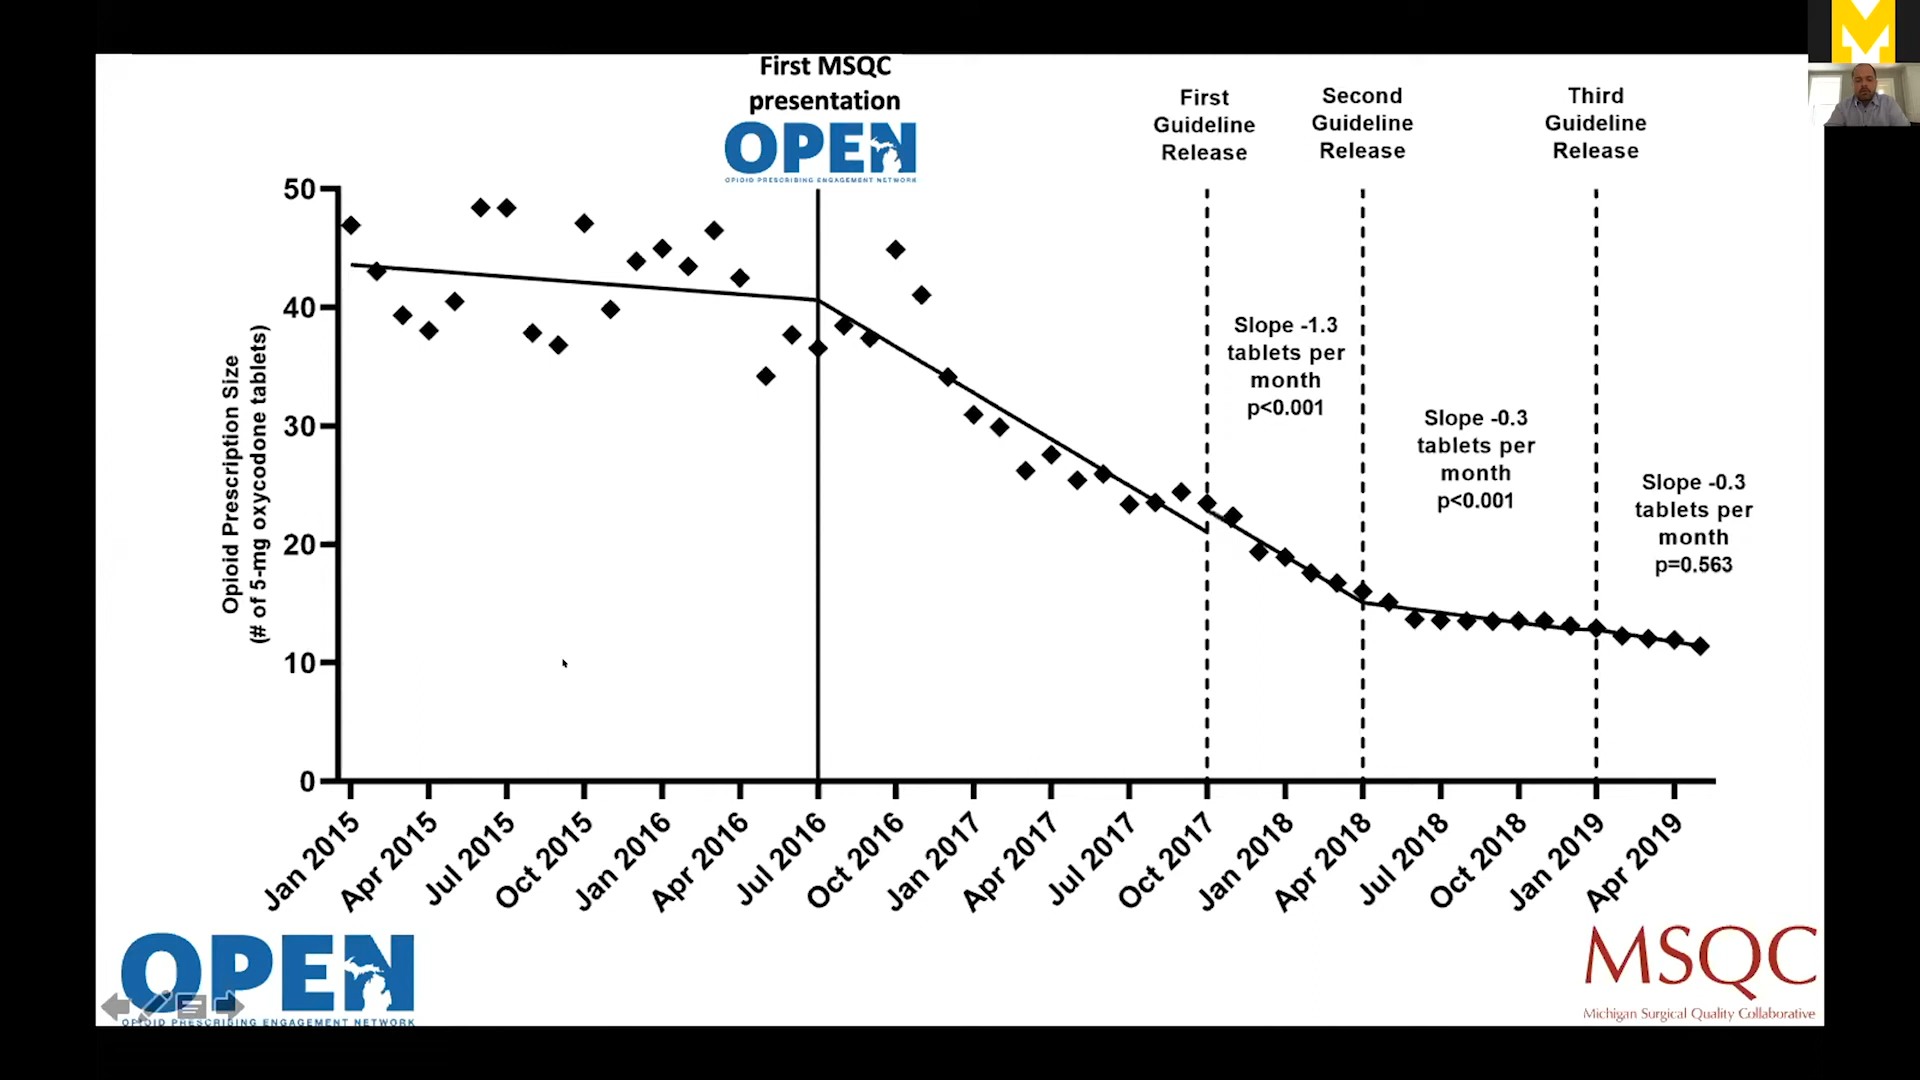 First MSQC
presentation
OPEN
OPIOID PRESCRIBING ENGAGEMENT NETWORK
First
Guideline
Release
Second
Guideline
Release
Third
Guideline
Release
50
40
30
20
10
0
Opioid Prescription Size
(# of 5-mg oxycodone tablets)
Slope -1.3
tablets per
month
p<0.001
Slope -0.3
tablets per
month
p<0.001
Slope -0.3
tablets per
month
p=0.563
Jan 2015
Apr 2015
Jul 2015
Oct 2015
Jan 2016
Apr 2016
Jul 2016
Oct 2016
Jan 2017
Apr 2017
Jul 2017
Oct 2017
Jan 2018
Apr 2018
Jul 2018
Oct 2018
Jan 2019
Apr 2019
OPEN
OPIOID PRESCRIBING ENGAGEMENT NETWORK
MSQC
Michigan Surgical Quality Collaborative
M